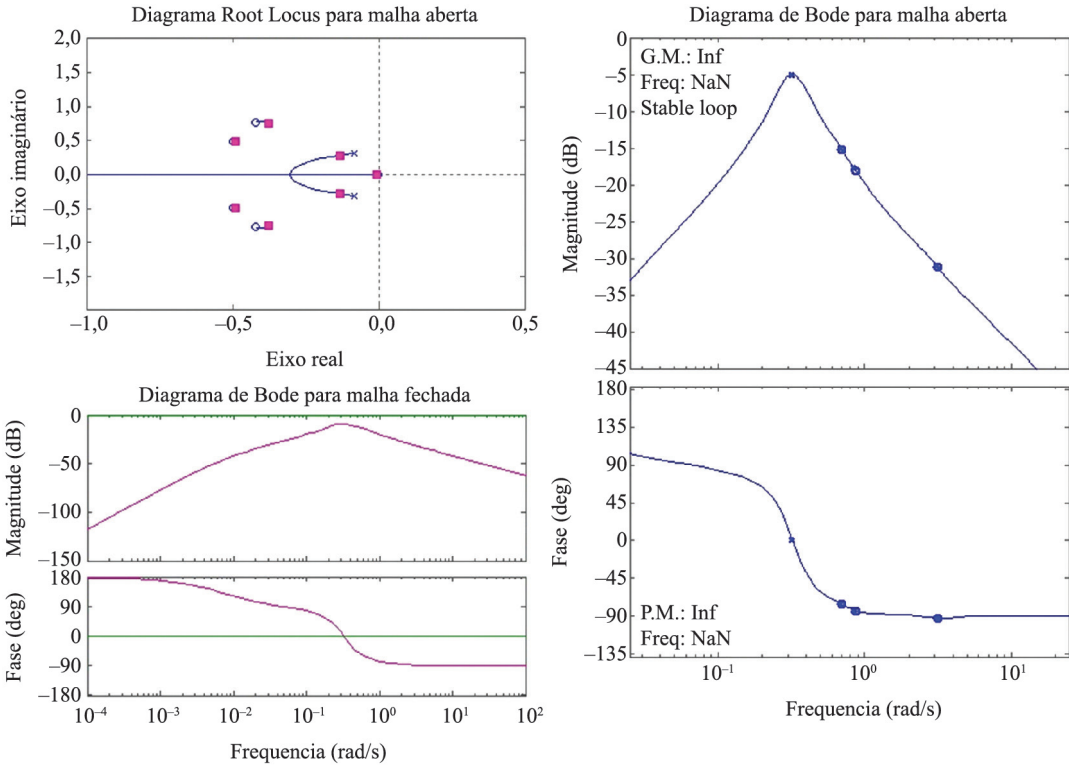 Diagrama Root Locus para malha aberta
2,0
1,5
1,0
0,5
0,0
–0,5
–1,0
–1,5
Eixo imaginário
–1,0 –0,5 0,0 0,5
Eixo real
Diagrama de Bode para malha fechada
0
–50
–100
–150
Magnitude (dB)
180
90
0
–90
–180
Fase (deg)
10–4 10–3 10–2 10–1 100 101 102
Frequencia (rad/s)
Diagrama de Bode para malha aberta
G.M.: Inf
Freq: NaN
Stable loop
0
–5
–10
–15
–20
–25
–30
–35
–40
–45
Magnitude (dB)
180
135
90
45
0
–45
–90
–135
Fase (deg)
P.M.: Inf
Freq: NaN
10–1 100 101
Frequencia (rad/s)